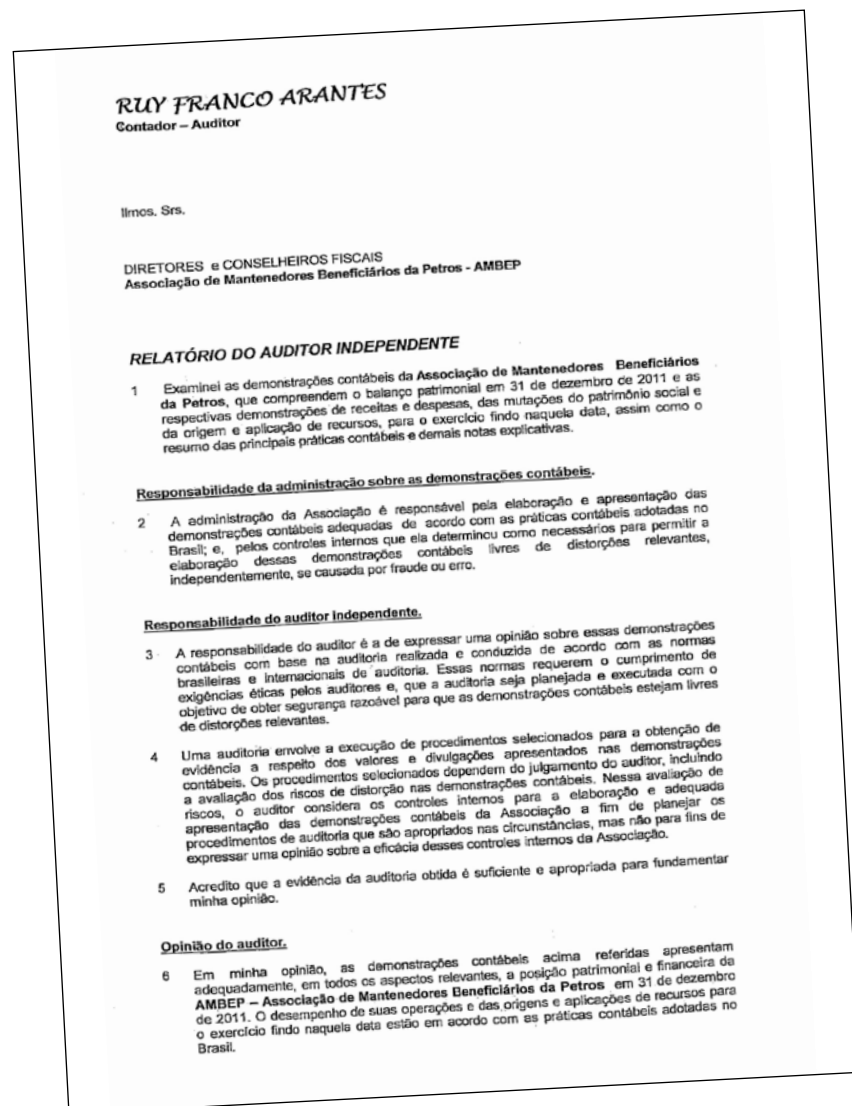 RUY FRANCO ARANTES
Contador – Auditor
Ilmos. Srs.
DIRETORES e CONSELHEIROS FISCAIS
Associação de Mantenedores Beneficiários da Petros - AMBEP
RELATÓRIO DO AUDITOR INDEPENDENTE
1 Examinei as demonstrações contábeis da Associação de Mantenedores Beneficiários
da Petros, que compreendem o balanço patrimonial em 31 de dezembro de 2011 e as
respectivas demonstrações de receitas e despesas, das mutações do patrimônio social e
da origem e aplicação de recursos, para o exercício findo naquela data, assim como o
resumo das principais práticas contábeis e demais notas explicativas.
Responsabilidade da administração sobre as demonstrações contábeis.
2 A administração da Associação é responsável pela elaboração e apresentação das
demonstrações contábeis adequadas de acordo com as práticas contábeis adotadas no
Brasil; e, pelos controles internos que ela determinou como necessários para permitir a
elaboração dessas demonstrações contábeis livres de distorções relevantes,
independentemente, se causada por fraude ou erro.
Responsabilidade do auditor independente.
3 A responsabilidade do auditor é a de expressar uma opinião sobre essas demonstrações
contábeis com base na auditoria realizada e conduzida de acordo com as normas
brasileiras e internacionais de auditoria. Essas normas requerem o cumprimento de
exigências éticas pelos auditores e, que a auditoria seja planejada e executada com o
objetivo de obter segurança razoável para que as demonstrações contábeis estejam livres
de distorções relevantes.
4 Uma auditoria envolve a execução de procedimentos selecionados para a obtenção de
evidência a respeito dos valores e divulgações apresentados nas demonstrações
contábeis. Os procedimentos selecionados dependem do julgamento do auditor, incluindo
a avaliação dos riscos de distorção nas demonstrações contábeis. Nessa avaliação de
riscos, o auditor considera os controles internos para a elaboração e adequada
apresentação das demonstrações contábeis da Associação a fim de planejar os
procedimentos de auditoria que são apropriados nas circunstâncias, mas não para fins de
expressar uma opinião sobre a eficácia desses controles internos da Associação.
5 Acredito que a evidência da auditoria obtida é suficiente e apropriada para fundamentar
minha opinião.
Opinião do auditor.
6 Em minha opinião, as demonstrações contábeis acima referidas apresentam
adequadamente, em todos os aspectos relevantes, a posição patrimonial e financeira da
AMBEP – Associação de Mantenedores Beneficiários da Petros em 31 de dezembro
de 2011. O desempenho de suas operações e das origens e aplicações de recursos para
o exercício findo naquela data estão em acordo com as práticas contábeis adotadas no
Brasil.